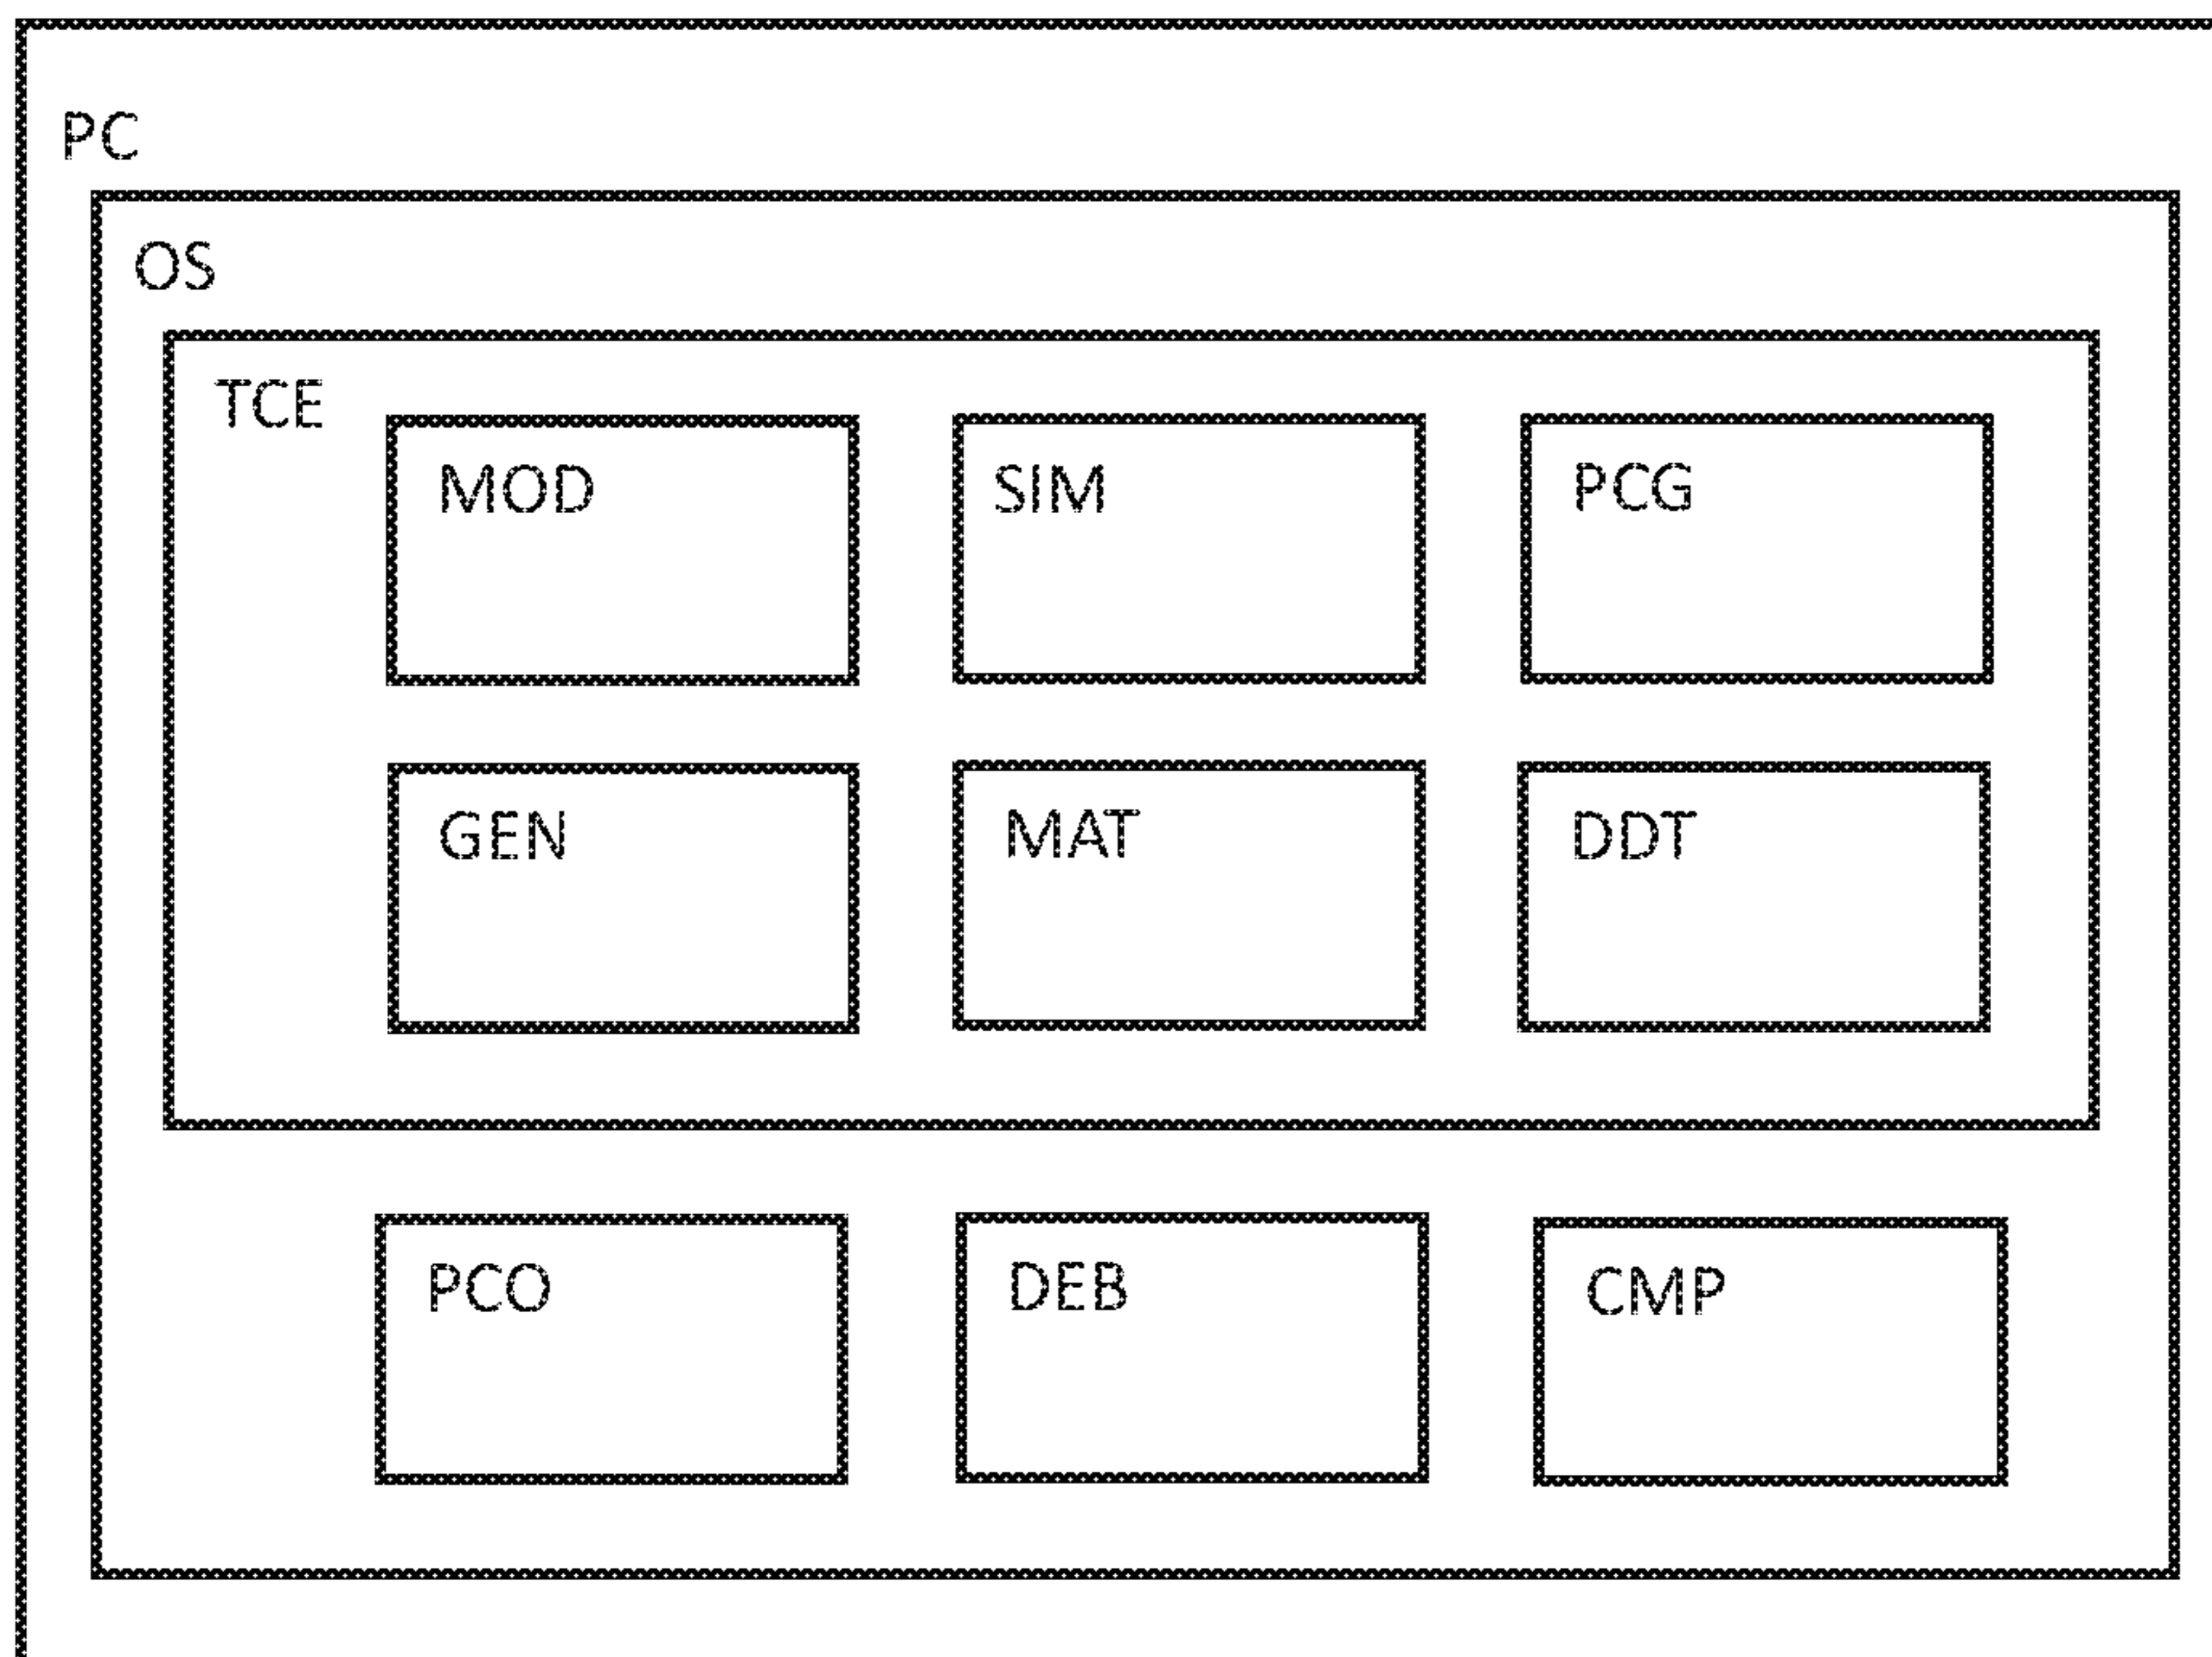 PC
OS
TCE
MOD SIM PCG
GEN MAT DDT
PCO DEB CMP